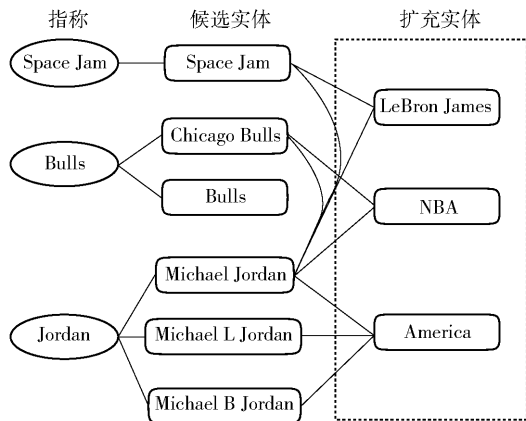 指称 候选实体 扩充实体
Space Jam Space Jam
LeBron James
Chicago Bulls
Bulls
Bulls NBA
Michael Jordan
Jordan Michael L Jordan America
Michael B Jordan